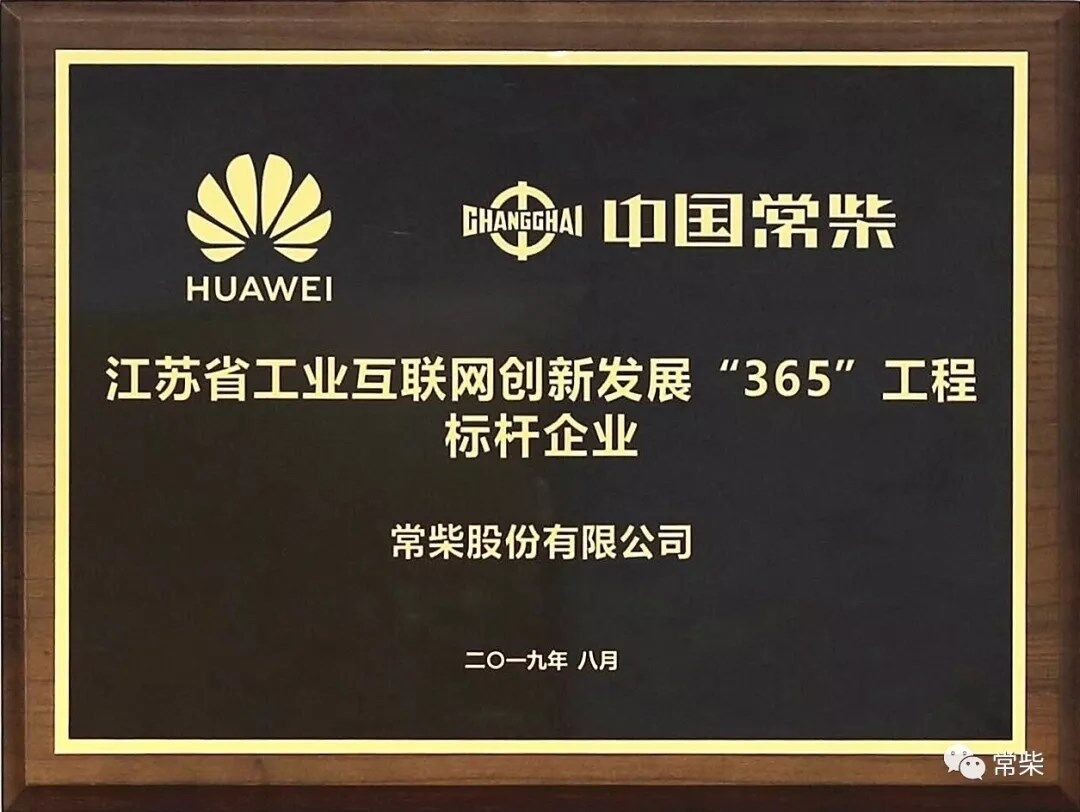 HUAWEI
CHANGCHAI 中国常柴
江苏省工业互联网创新发展“365”工程
标杆企业
常柴股份有限公司
二〇一九年 八月
常柴